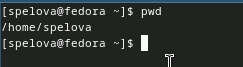 [spelova@fedora ~]$ pwd
/home/spelova
[spelova@fedora ~]$